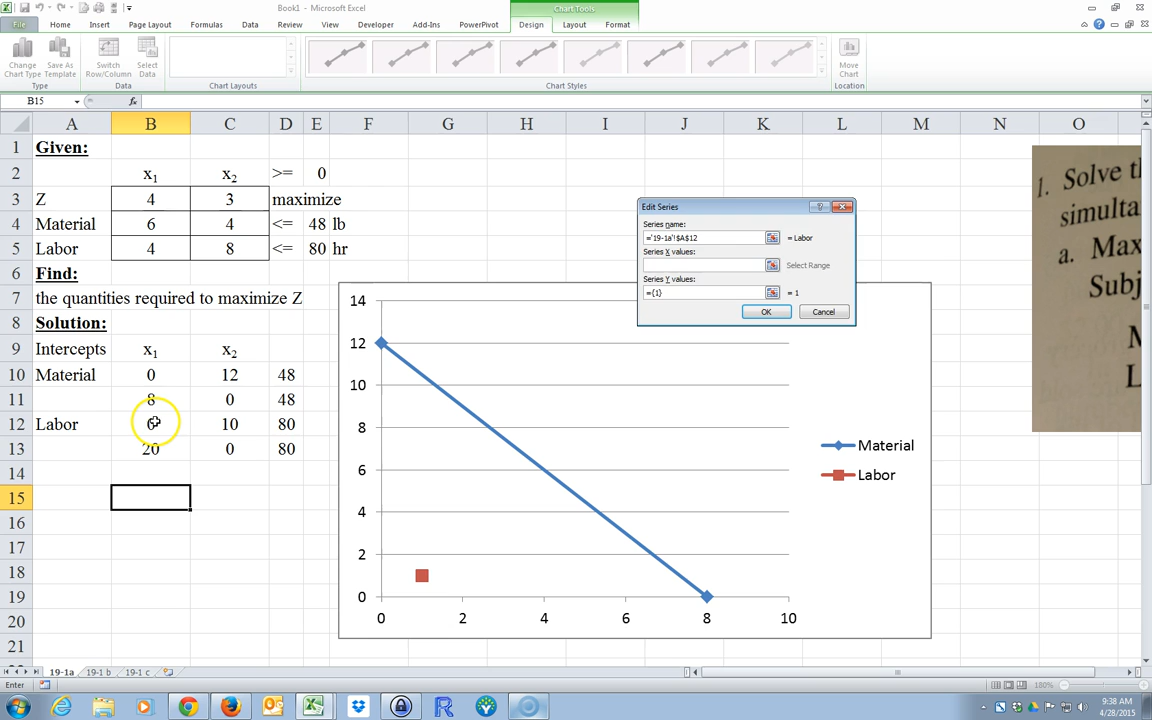 Book1 - Microsoft Excel
Chart Tools
File Home Insert Page Layout Formulas Data Review View Developer Add-Ins PowerPivot Design Layout Format
Change Chart Type
Save As Template
Switch Row/Column
Select Data
Move Chart
Type
Data
Chart Layouts
Chart Styles
Location
B15
fx
A B C D E F G H I J K L M N O
1 Given:
2 x1 x2 >= 0
3 Z 4 3 maximize
4 Material 6 4 <= 48 lb
5 Labor 4 8 <= 80 hr
6 Find:
7 the quantities required to maximize Z
8 Solution:
9 Intercepts x1 x2
10 Material 0 12 48
11 8 0 48
12 Labor 10 80
13 20 0 80
14
15
16
17
18
19
20
21
Edit Series
Series name:
='19-1a'!$A$12 = Labor
Series X values:
Select Range
Series Y values:
={1} = 1
OK Cancel
14
12
10
8
6
4
2
0
0 2 4 6 8 10
Material
Labor
1. Solve
simulta
a. Max
Subj
19-1a 19-1 b 19-1 c
Enter
180%
9:38 AM
4/28/2015